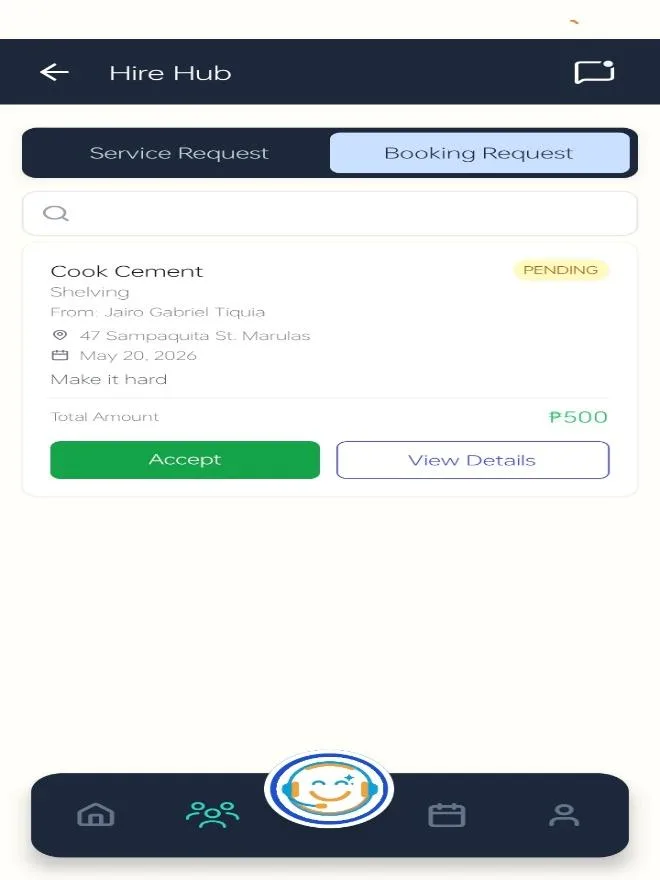 Hire Hub
Service Request
Booking Request
Cook Cement
PENDING
Shelving
From: Jairo Gabriel Tiquia
47 Sampaquita St. Marulas
May 20, 2026
Make it hard
Total Amount
₱500
Accept
View Details